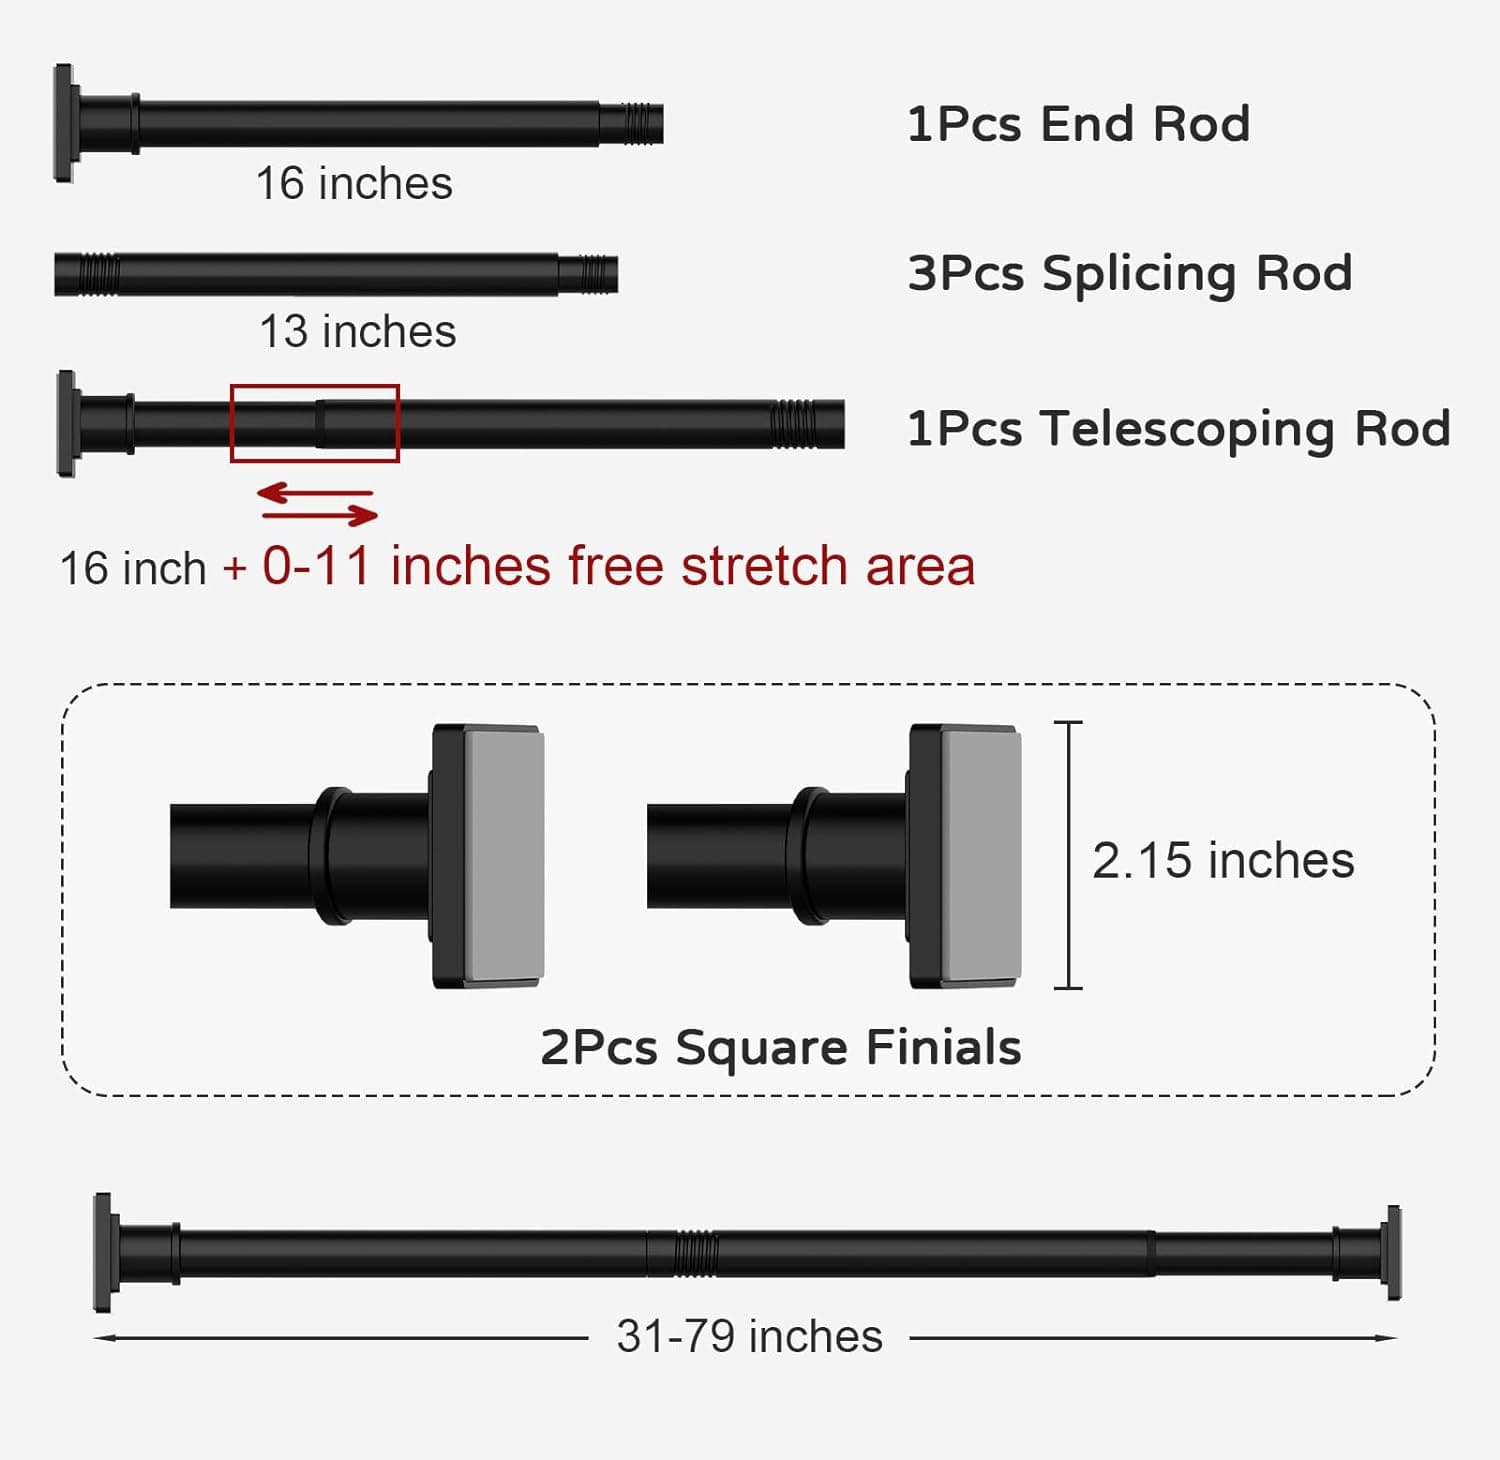 1Pcs End Rod
16 inches
3Pcs Splicing Rod
13 inches
1Pcs Telescoping Rod
16 inch + 0-11 inches free stretch area
2.15 inches
2Pcs Square Finials
31-79 inches